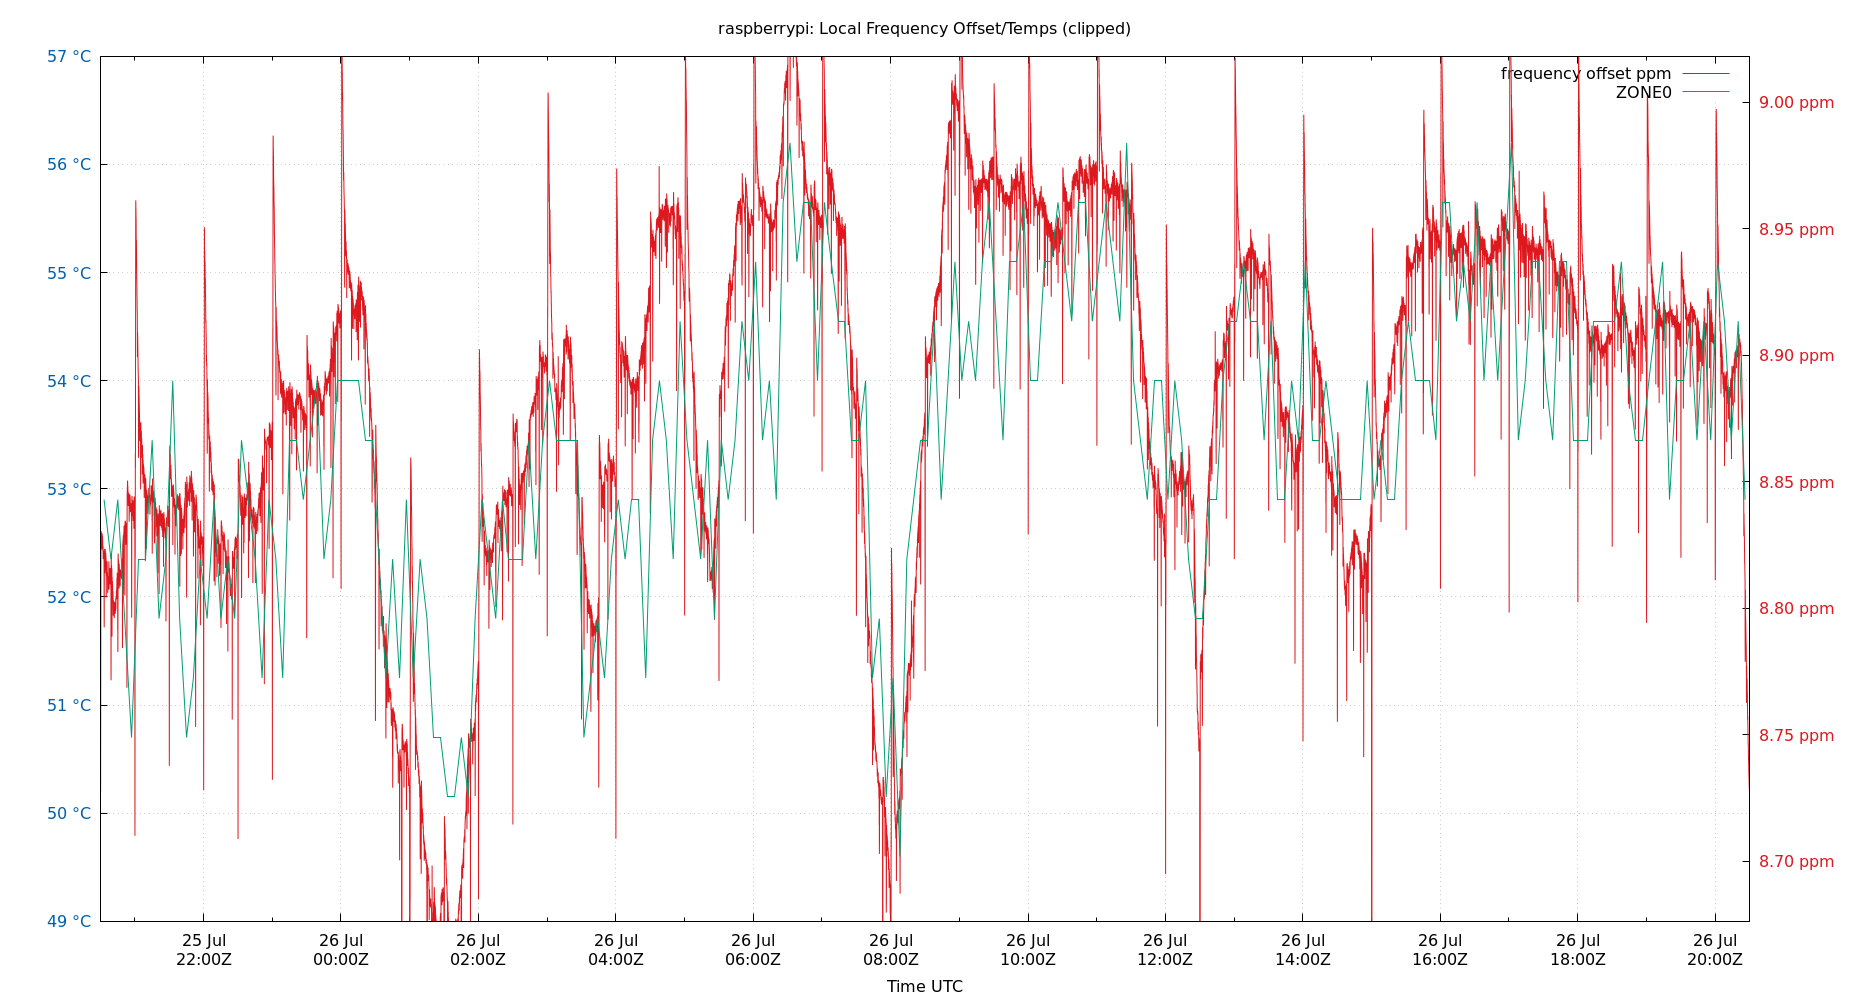 raspberrypi: Local Frequency Offset/Temps (clipped)
57 °C
56 °C
55 °C
54 °C
53 °C
52 °C
51 °C
50 °C
49 °C
frequency offset ppm
ZONE0
9.00 ppm
8.95 ppm
8.90 ppm
8.85 ppm
8.80 ppm
8.75 ppm
8.70 ppm
25 Jul
22:00Z
26 Jul
00:00Z
26 Jul
02:00Z
26 Jul
04:00Z
26 Jul
06:00Z
26 Jul
08:00Z
26 Jul
10:00Z
26 Jul
12:00Z
26 Jul
14:00Z
26 Jul
16:00Z
26 Jul
18:00Z
26 Jul
20:00Z
Time UTC